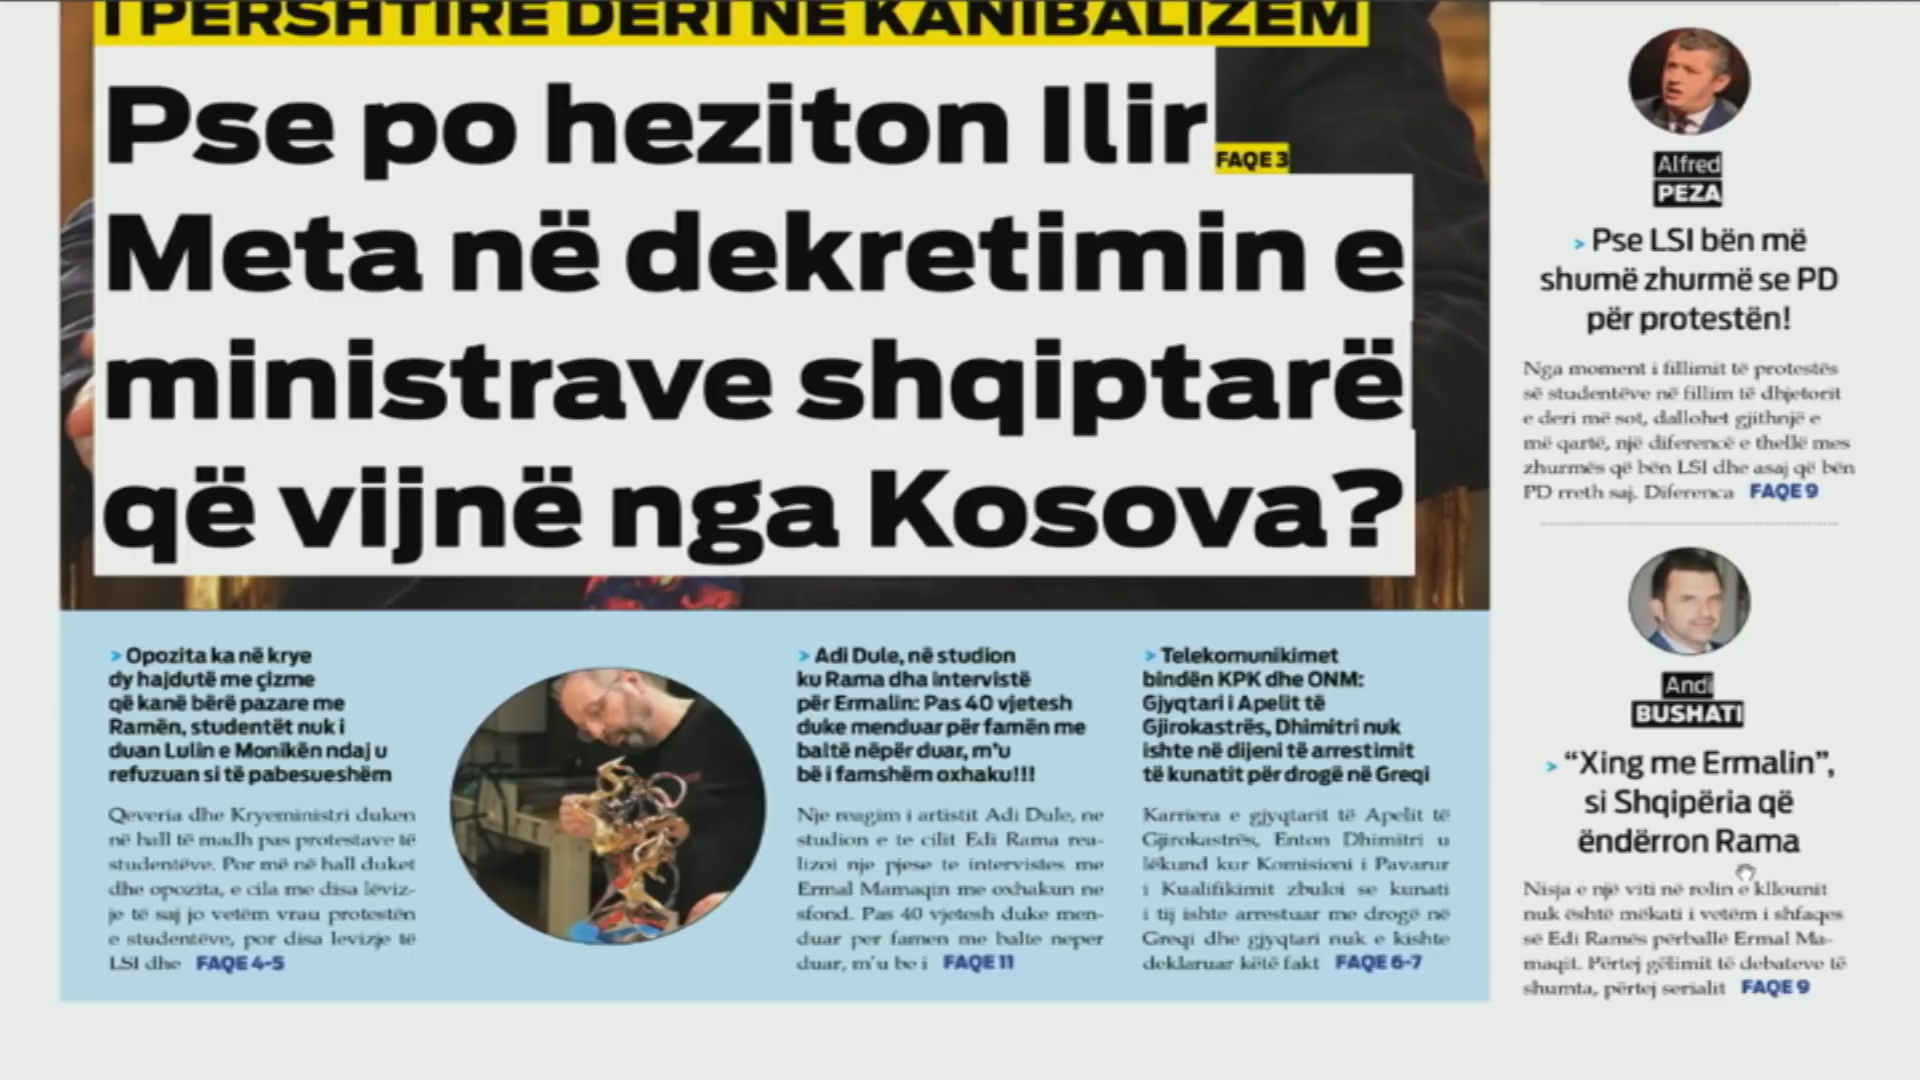 I PËRSHTIRË DERI NË KANIBALIZËM
Pse po heziton Ilir
FAQE 3
Meta në dekretimin e
ministrave shqiptarë
që vijnë nga Kosova?
> Opozita ka në krye
dy hajdutë me çizme
që kanë bërë pazare me
Ramën, studentët nuk i
duan Lulin e Monikën ndaj u
refuzuan si të pabesueshëm
Qeveria dhe Kryeministri duken
në hall të madh pas protestave të
studentëve. Por më në hall duket
dhe opozita, e cila me disa lëviz-
je të saj jo vetëm vrau protestën
e studentëve, por disa levizje të
LSI dhe FAQE 4-5
> Adi Dule, në studion
ku Rama dha intervistë
për Ermalin: Pas 40 vjetesh
duke menduar për famën me
baltë nëpër duar, m'u
bë i famshëm oxhaku!!!
Nje reagim i artistit Adi Dule, ne
studion e te cilit Edi Rama rea-
lizoi nje pjese te intervistes me
Ermal Mamaqin me oxhakun ne
sfond. Pas 40 vjetesh duke men-
duar per famen me balte neper
duar, m'u be i FAQE 11
> Telekomunikimet
bindën KPK dhe ONM:
Gjyqtari i Apelit të
Gjirokastrës, Dhimitri nuk
ishte në dijeni të arrestimit
të kunatit për drogë në Greqi
Karriera e gjyqtarit të Apelit të
Gjirokastrës, Enton Dhimitri u
lëkund kur Komisioni i Pavarur
i Kualifikimit zbuloi se kunati
i tij ishte arrestuar me drogë në
Greqi dhe gjyqtari nuk e kishte
deklaruar këtë fakt FAQE 6-7
Alfred
PEZA
> Pse LSI bën më
shumë zhurmë se PD
për protestën!
Nga moment i fillimit të protestës
së studentëve në fillim të dhjetorit
e deri më sot, dallohet gjithnjë e
më qartë, një diferencë e thellë mes
zhurmës që bën LSI dhe asaj që bën
PD rreth saj. Diferenca FAQE 9
Andi
BUSHATI
> “Xing me Ermalin”,
si Shqipëria që
ëndërron Rama
Nisja e një viti në rolin e kllounit
nuk është mëkati i vetëm i shfaqes
së Edi Ramës përballë Ermal Ma-
maqit. Përtej gëlimit të debateve të
shumta, përtej serialit FAQE 9